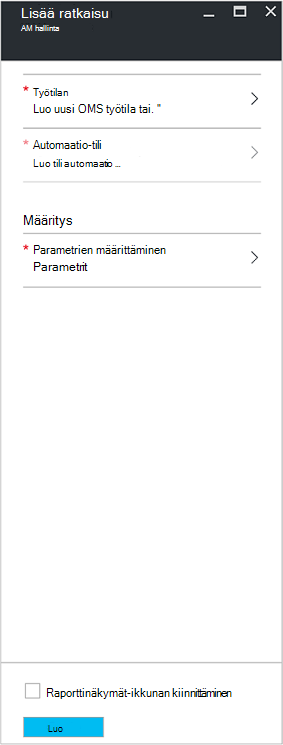 Lisää ratkaisu
AM hallinta
* Työtilan
Luo uusi OMS työtila tai. "
* Automaatio-tili
Luo tili automaatio ...
Määritys
* Parametrien määrittäminen
Parametrit
Raporttinäkymät-ikkunan kiinnittäminen
Luo